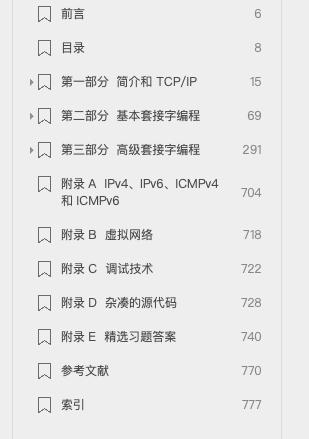 前言 6
目录 8
第一部分 简介和 TCP/IP 15
第二部分 基本套接字编程 69
第三部分 高级套接字编程 291
附录 A IPv4、IPv6、ICMPv4
和 ICMPv6 704
附录 B 虚拟网络 718
附录 C 调试技术 722
附录 D 杂凑的源代码 728
附录 E 精选习题答案 740
参考文献 770
索引 777